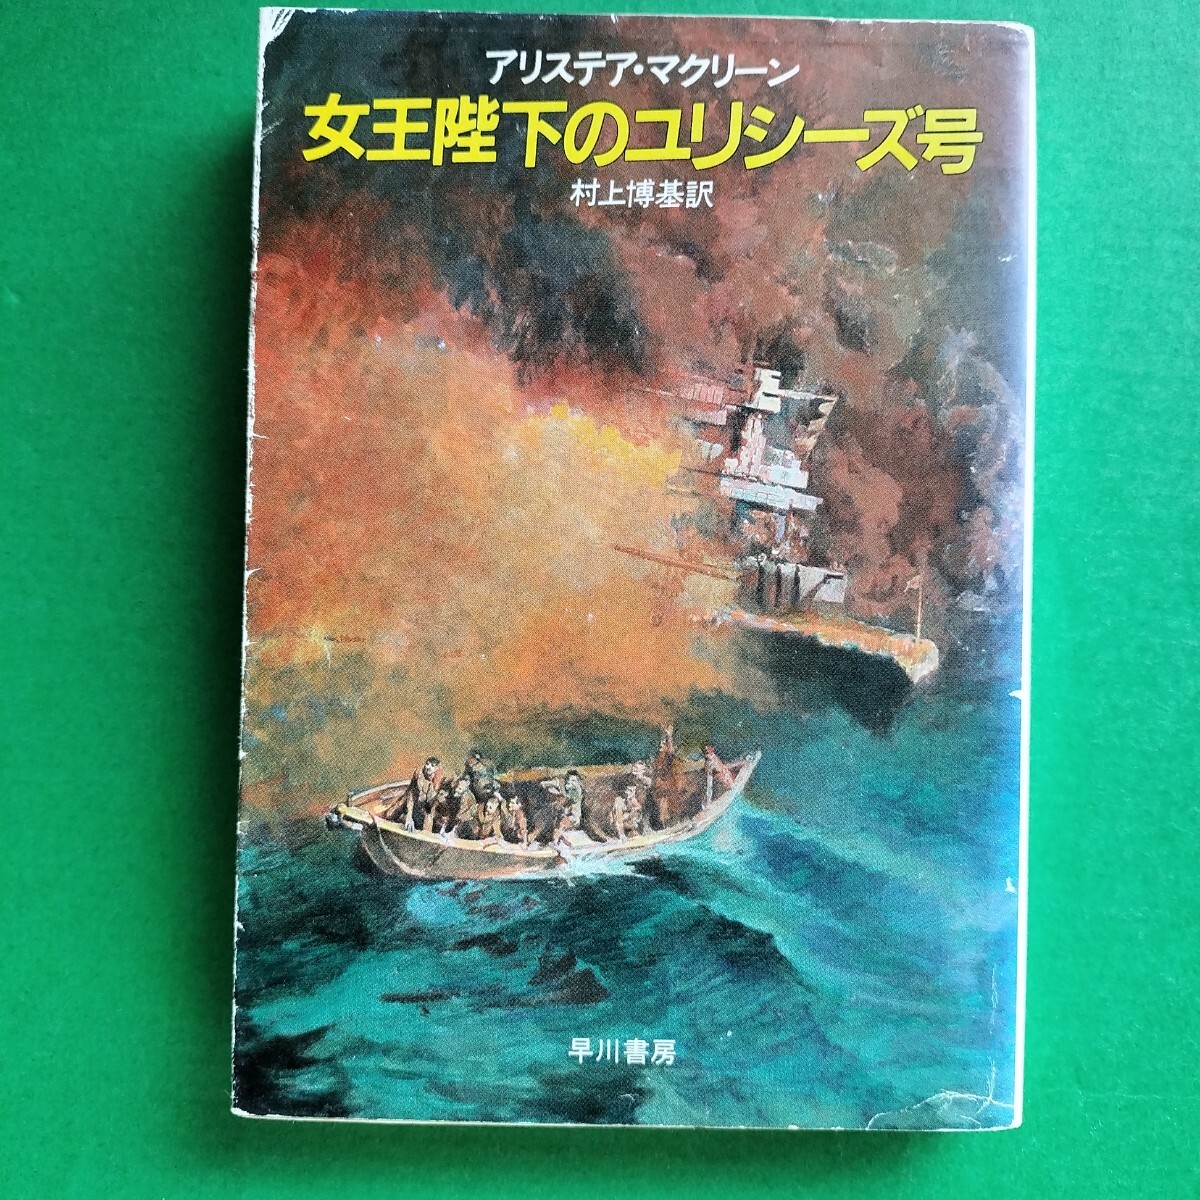 アリステア・マクリーン
女王陛下のユリシーズ号
村上博基訳
早川書房